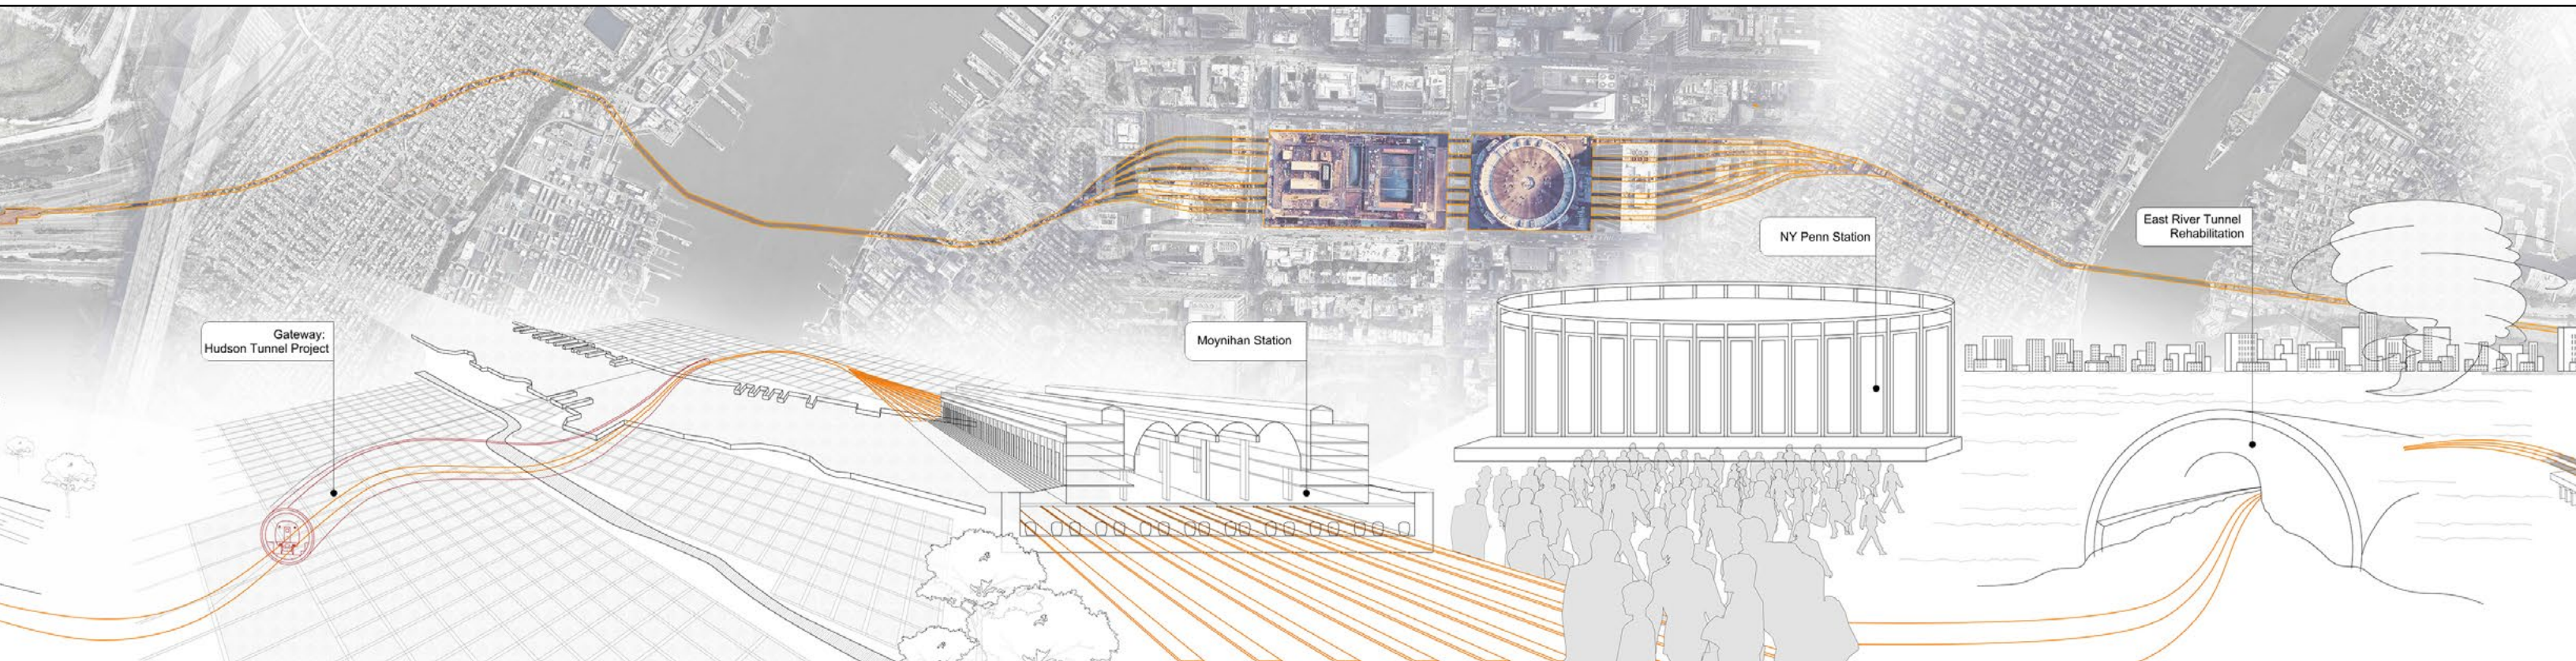 Gateway:
Hudson Tunnel Project
Moynihan Station
NY Penn Station
East River Tunnel
Rehabilitation